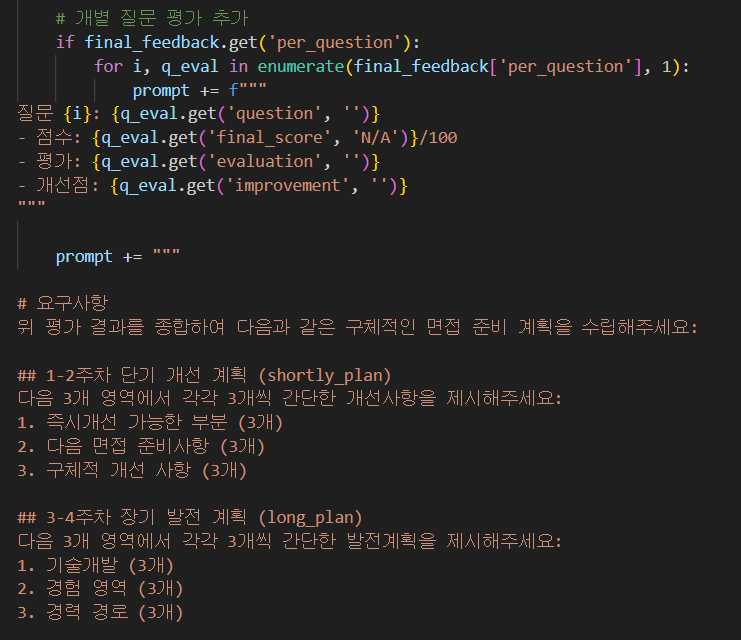 # 개별 질문 평가 추가
if final_feedback.get('per_question'):
for i, q_eval in enumerate(final_feedback['per_question'], 1):
prompt += f"""
질문 {i}: {q_eval.get('question', '')}
- 점수: {q_eval.get('final_score', 'N/A')}/100
- 평가: {q_eval.get('evaluation', '')}
- 개선점: {q_eval.get('improvement', '')}
"""
prompt += """
# 요구사항
위 평가 결과를 종합하여 다음과 같은 구체적인 면접 준비 계획을 수립해주세요:
## 1-2주차 단기 개선 계획 (shortly_plan)
다음 3개 영역에서 각각 3개씩 간단한 개선사항을 제시해주세요:
1. 즉시개선 가능한 부분 (3개)
2. 다음 면접 준비사항 (3개)
3. 구체적 개선 사항 (3개)
## 3-4주차 장기 발전 계획 (long_plan)
다음 3개 영역에서 각각 3개씩 간단한 발전계획을 제시해주세요:
1. 기술개발 (3개)
2. 경험 영역 (3개)
3. 경력 경로 (3개)